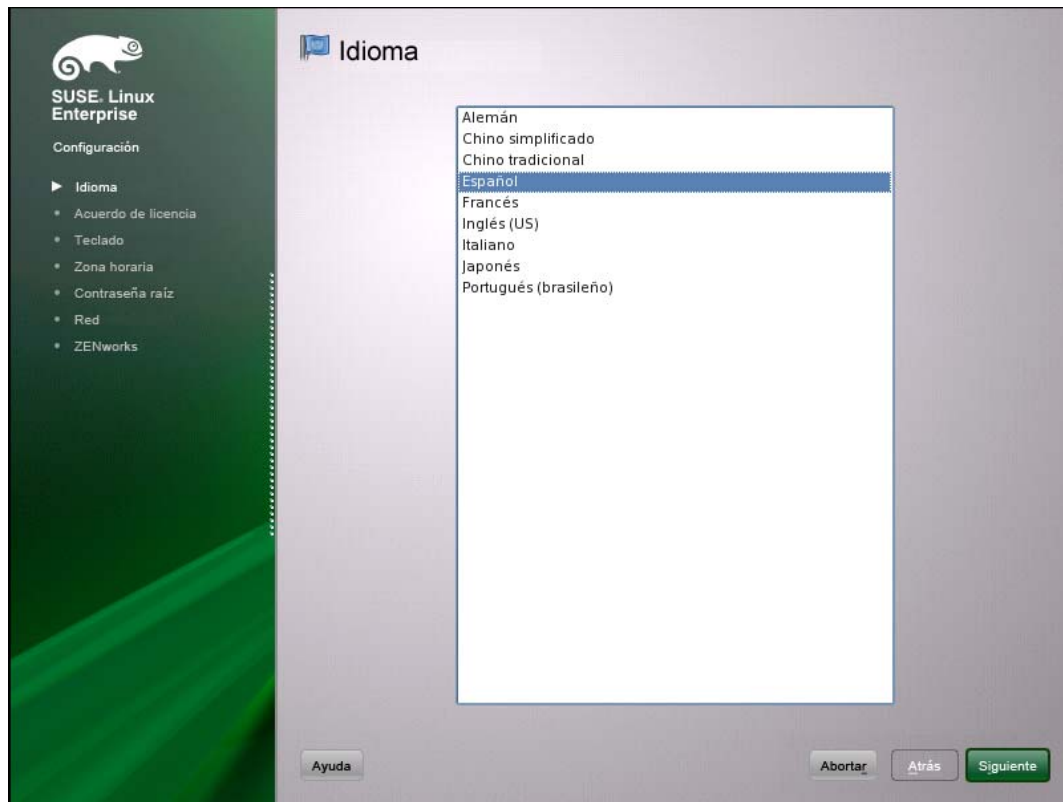 SUSE. Linux
Enterprise
Configuración
Idioma
Acuerdo de licencia
Teclado
Zona horaria
Contraseña raíz
Red
ZENworks
Idioma
Alemán
Chino simplificado
Chino tradicional
Español
Francés
Inglés (US)
Italiano
Japonés
Portugués (brasileño)
Ayuda
Abortar
Atrás
Siguiente